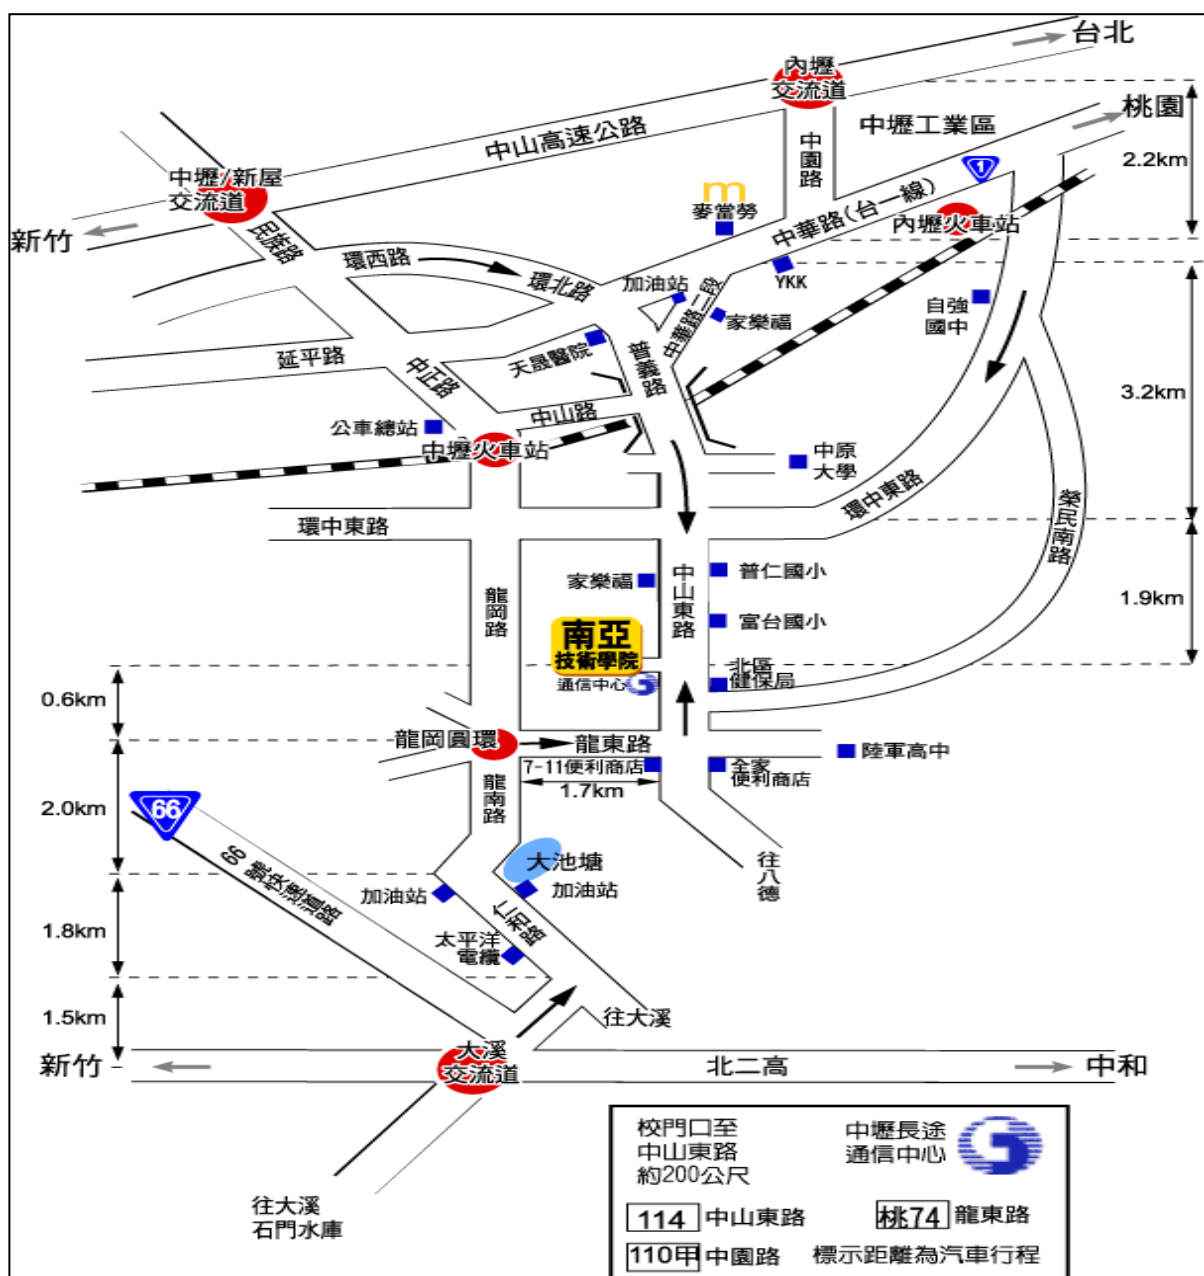 台北
內壢
交流道
桃園
中壢工業區
中山高速公路
中園路
2.2km
1
中壢/新屋
交流道
m
麥當勞
中華路(台一線)
內壢火車站
新竹
民族路
環西路
環北路
加油站
中華路二段
YKK
家樂福
自強
國中
延平路
天晟醫院
普義路
中正路
3.2km
中山路
公車總站
中壢火車站
中原
大學
環中東路
環中東路
榮民南路
家樂福
中山東路
普仁國小
1.9km
龍岡路
南亞
技術學院
富台國小
北區
健保局
通信中心
0.6km
龍岡圓環
龍東路
陸軍高中
7-11便利商店
全家
便利商店
1.7km
龍南路
2.0km
66
66號快速道路
大池塘
往八德
加油站
加油站
仁和路
1.8km
太平洋
電纜
1.5km
往大溪
新竹
大溪
交流道
北二高
中和
往大溪
石門水庫
校門口至
中山東路
約200公尺
中壢長途
通信中心
114 中山東路
桃74 龍東路
110甲 中園路
標示距離為汽車行程